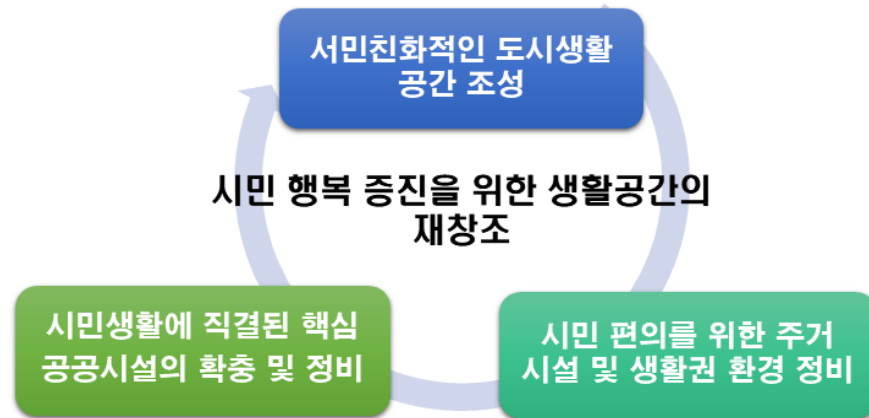 서민친화적인 도시생활
공간 조성
시민 행복 증진을 위한 생활공간의
재창조
시민생활에 직결된 핵심
공공시설의 확충 및 정비
시민 편의를 위한 주거
시설 및 생활권 환경 정비